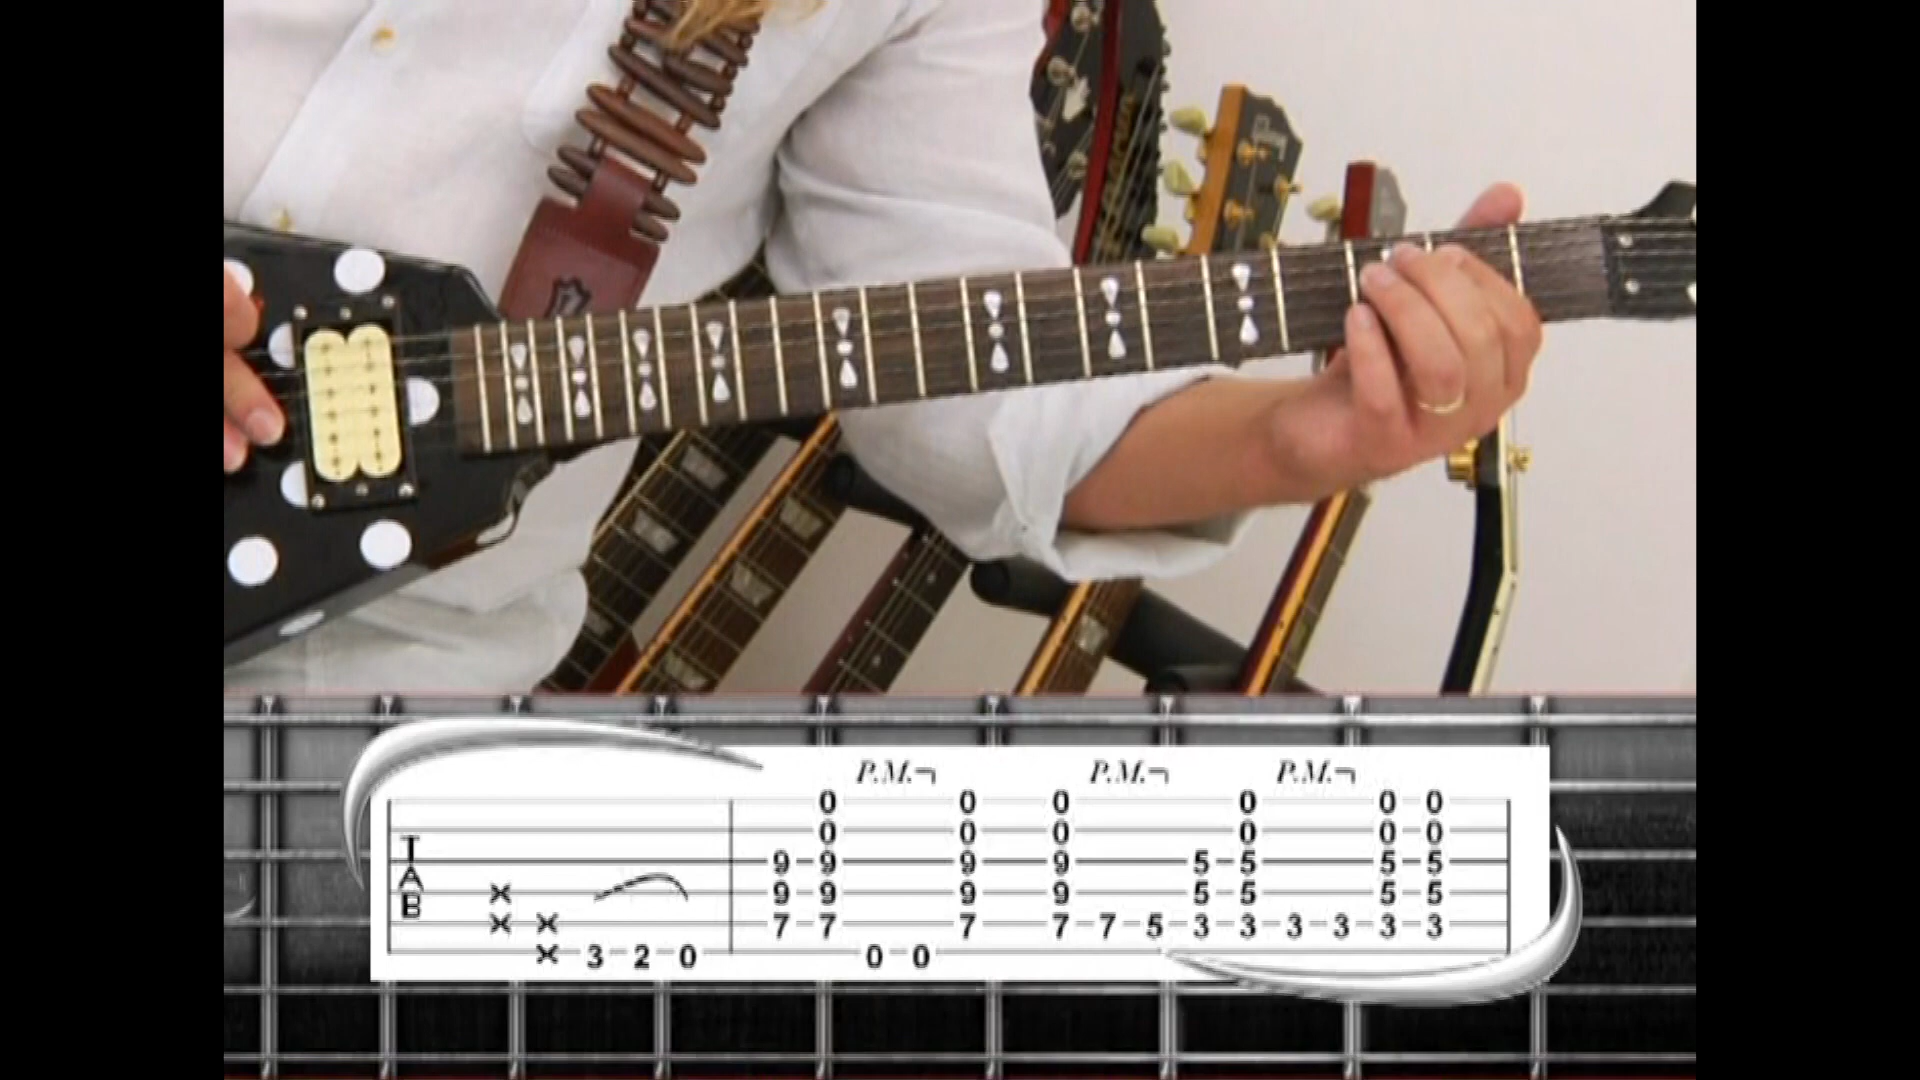 P.M. P.M. P.M.
0 0 0 0 0 0
0 0 0 0 0 0
T 9 9 9 9 5 5 5 5
A × 9 9 9 9 5 5 5 5
B × × 7 7 7 7 7 5 3 3 3 3 3 3
× 3 2 0 0 0